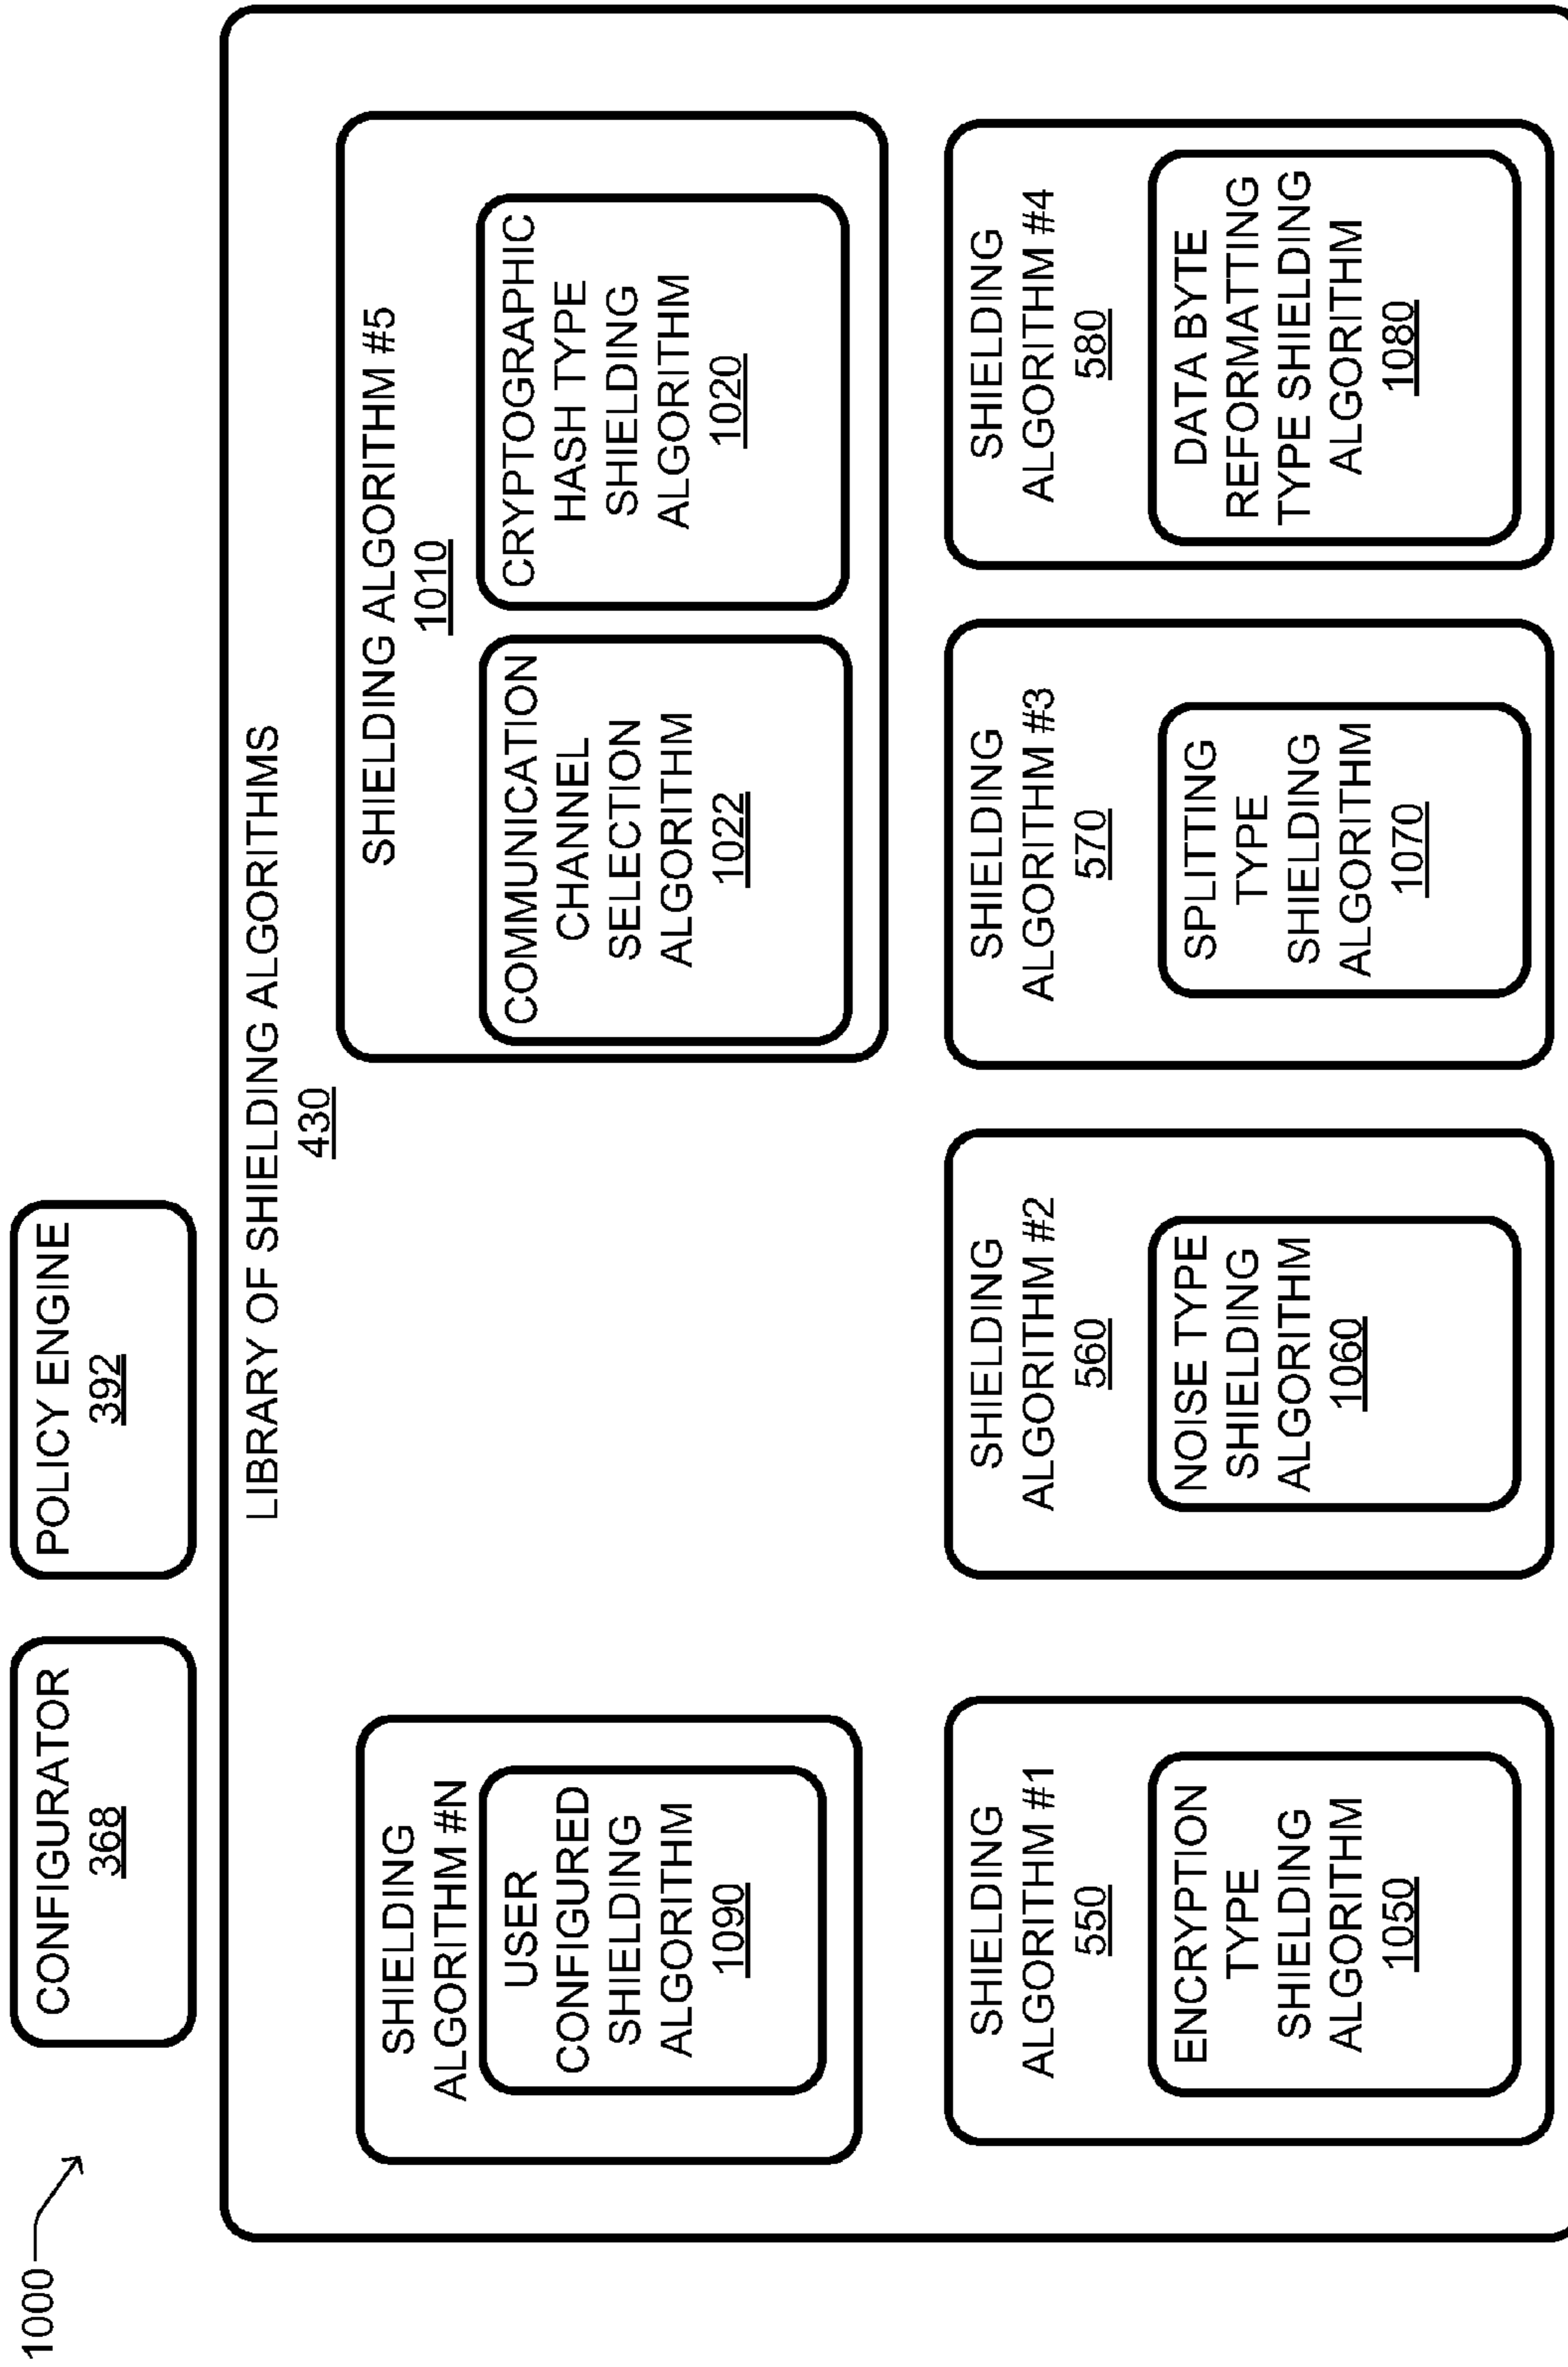 1000
CONFIGURATOR
368
POLICY ENGINE
392
LIBRARY OF SHIELDING ALGORITHMS
430
SHIELDING
ALGORITHM #N
USER
CONFIGURED
SHIELDING
ALGORITHM
1090
SHIELDING ALGORITHM #5
1010
COMMUNICATION
CHANNEL
SELECTION
ALGORITHM
1022
CRYPTOGRAPHIC
HASH TYPE
SHIELDING
ALGORITHM
1020
SHIELDING
ALGORITHM #1
550
ENCRYPTION
TYPE
SHIELDING
ALGORITHM
1050
SHIELDING
ALGORITHM #2
560
NOISE TYPE
SHIELDING
ALGORITHM
1060
SHIELDING
ALGORITHM #3
570
SPLITTING
TYPE
SHIELDING
ALGORITHM
1070
SHIELDING
ALGORITHM #4
580
DATA BYTE
REFORMATTING
TYPE SHIELDING
ALGORITHM
1080